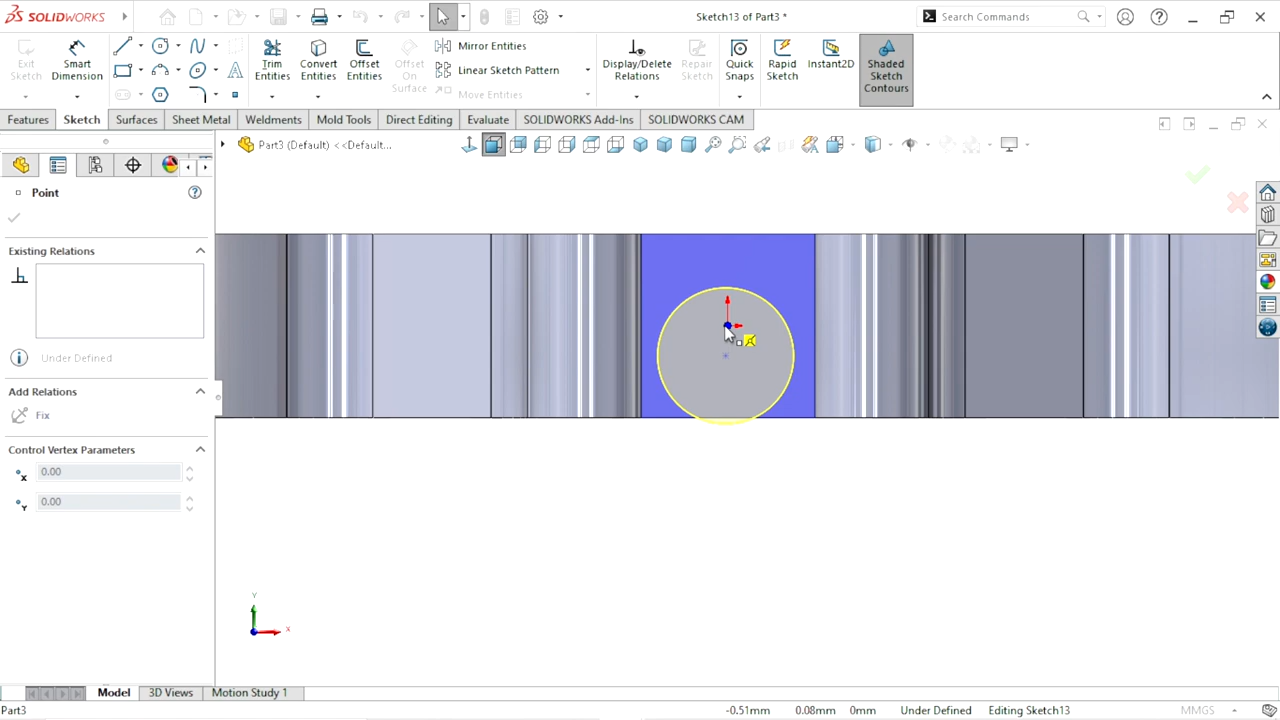 SOLIDWORKS
Sketch13 of Part3 *
Search Commands
Exit Sketch
Smart Dimension
Trim Entities
Convert Entities
Offset Entities
Offset On Surface
Mirror Entities
Linear Sketch Pattern
Move Entities
Display/Delete Relations
Repair Sketch
Quick Snaps
Rapid Sketch
Instant2D
Shaded Sketch Contours
Features
Sketch
Surfaces
Sheet Metal
Weldments
Mold Tools
Direct Editing
Evaluate
SOLIDWORKS Add-Ins
SOLIDWORKS CAM
Part3 (Default) <<Default...
Point
Existing Relations
Under Defined
Add Relations
Fix
Control Vertex Parameters
0.00
0.00
Y
X
Model
3D Views
Motion Study 1
Part3
-0.51mm
0.08mm
0mm
Under Defined
Editing Sketch13
MMGS